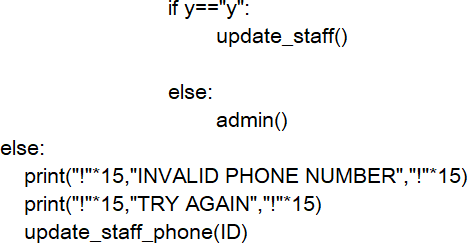 if y=="y":
update_staff()
else:
admin()
else:
print("!"*15,"INVALID PHONE NUMBER","!"*15)
print("!"*15,"TRY AGAIN","!"*15)
update_staff_phone(ID)